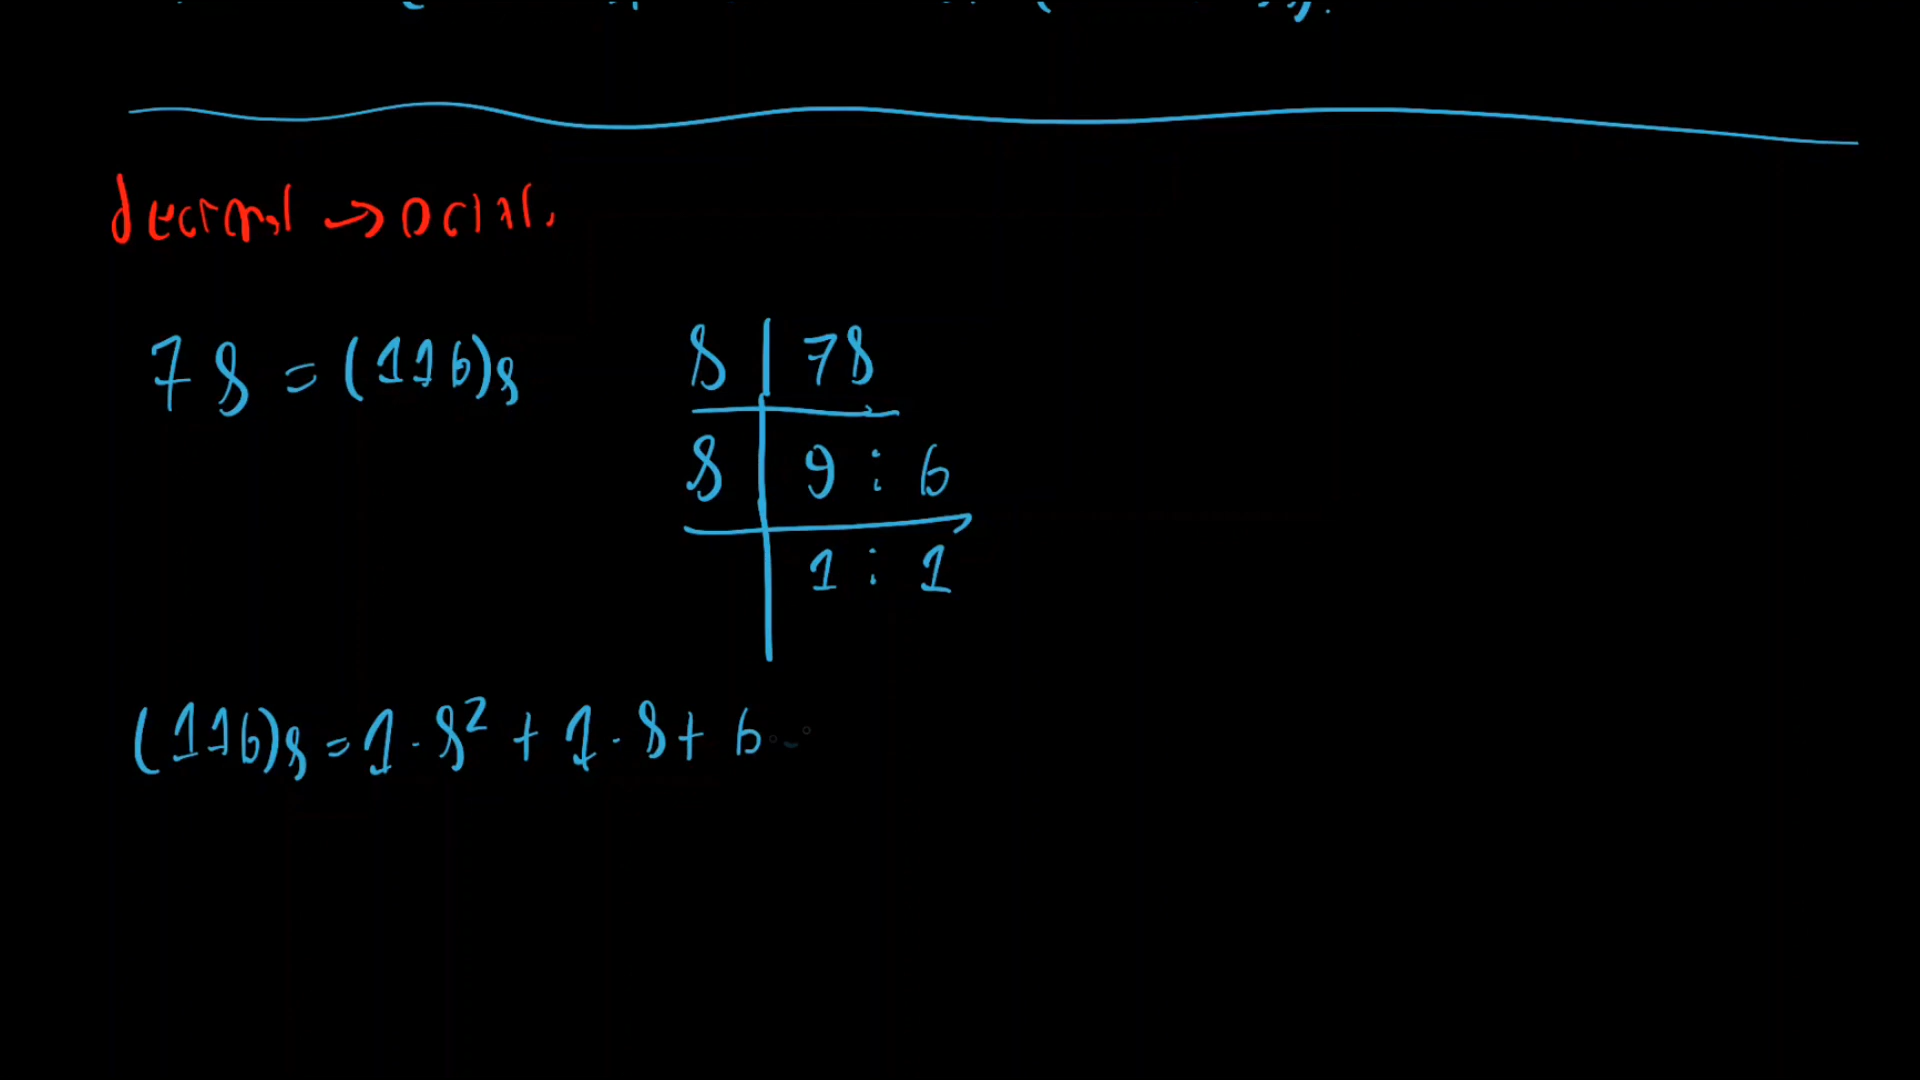 decimal → octal.
78 = (116)8
8 | 78
8 | 9 : 6
1 : 1
(116)8 = 1 · 8² + 1 · 8 + 6